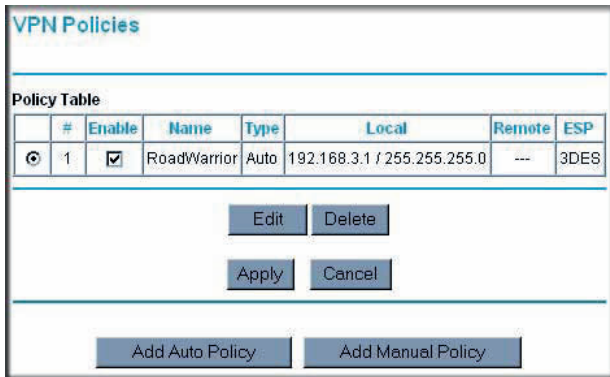 VPN Policies
Policy Table
# Enable Name Type Local Remote ESP
1 RoadWarrior Auto 192.168.3.1 / 255.255.255.0 --- 3DES
Edit Delete
Apply Cancel
Add Auto Policy Add Manual Policy